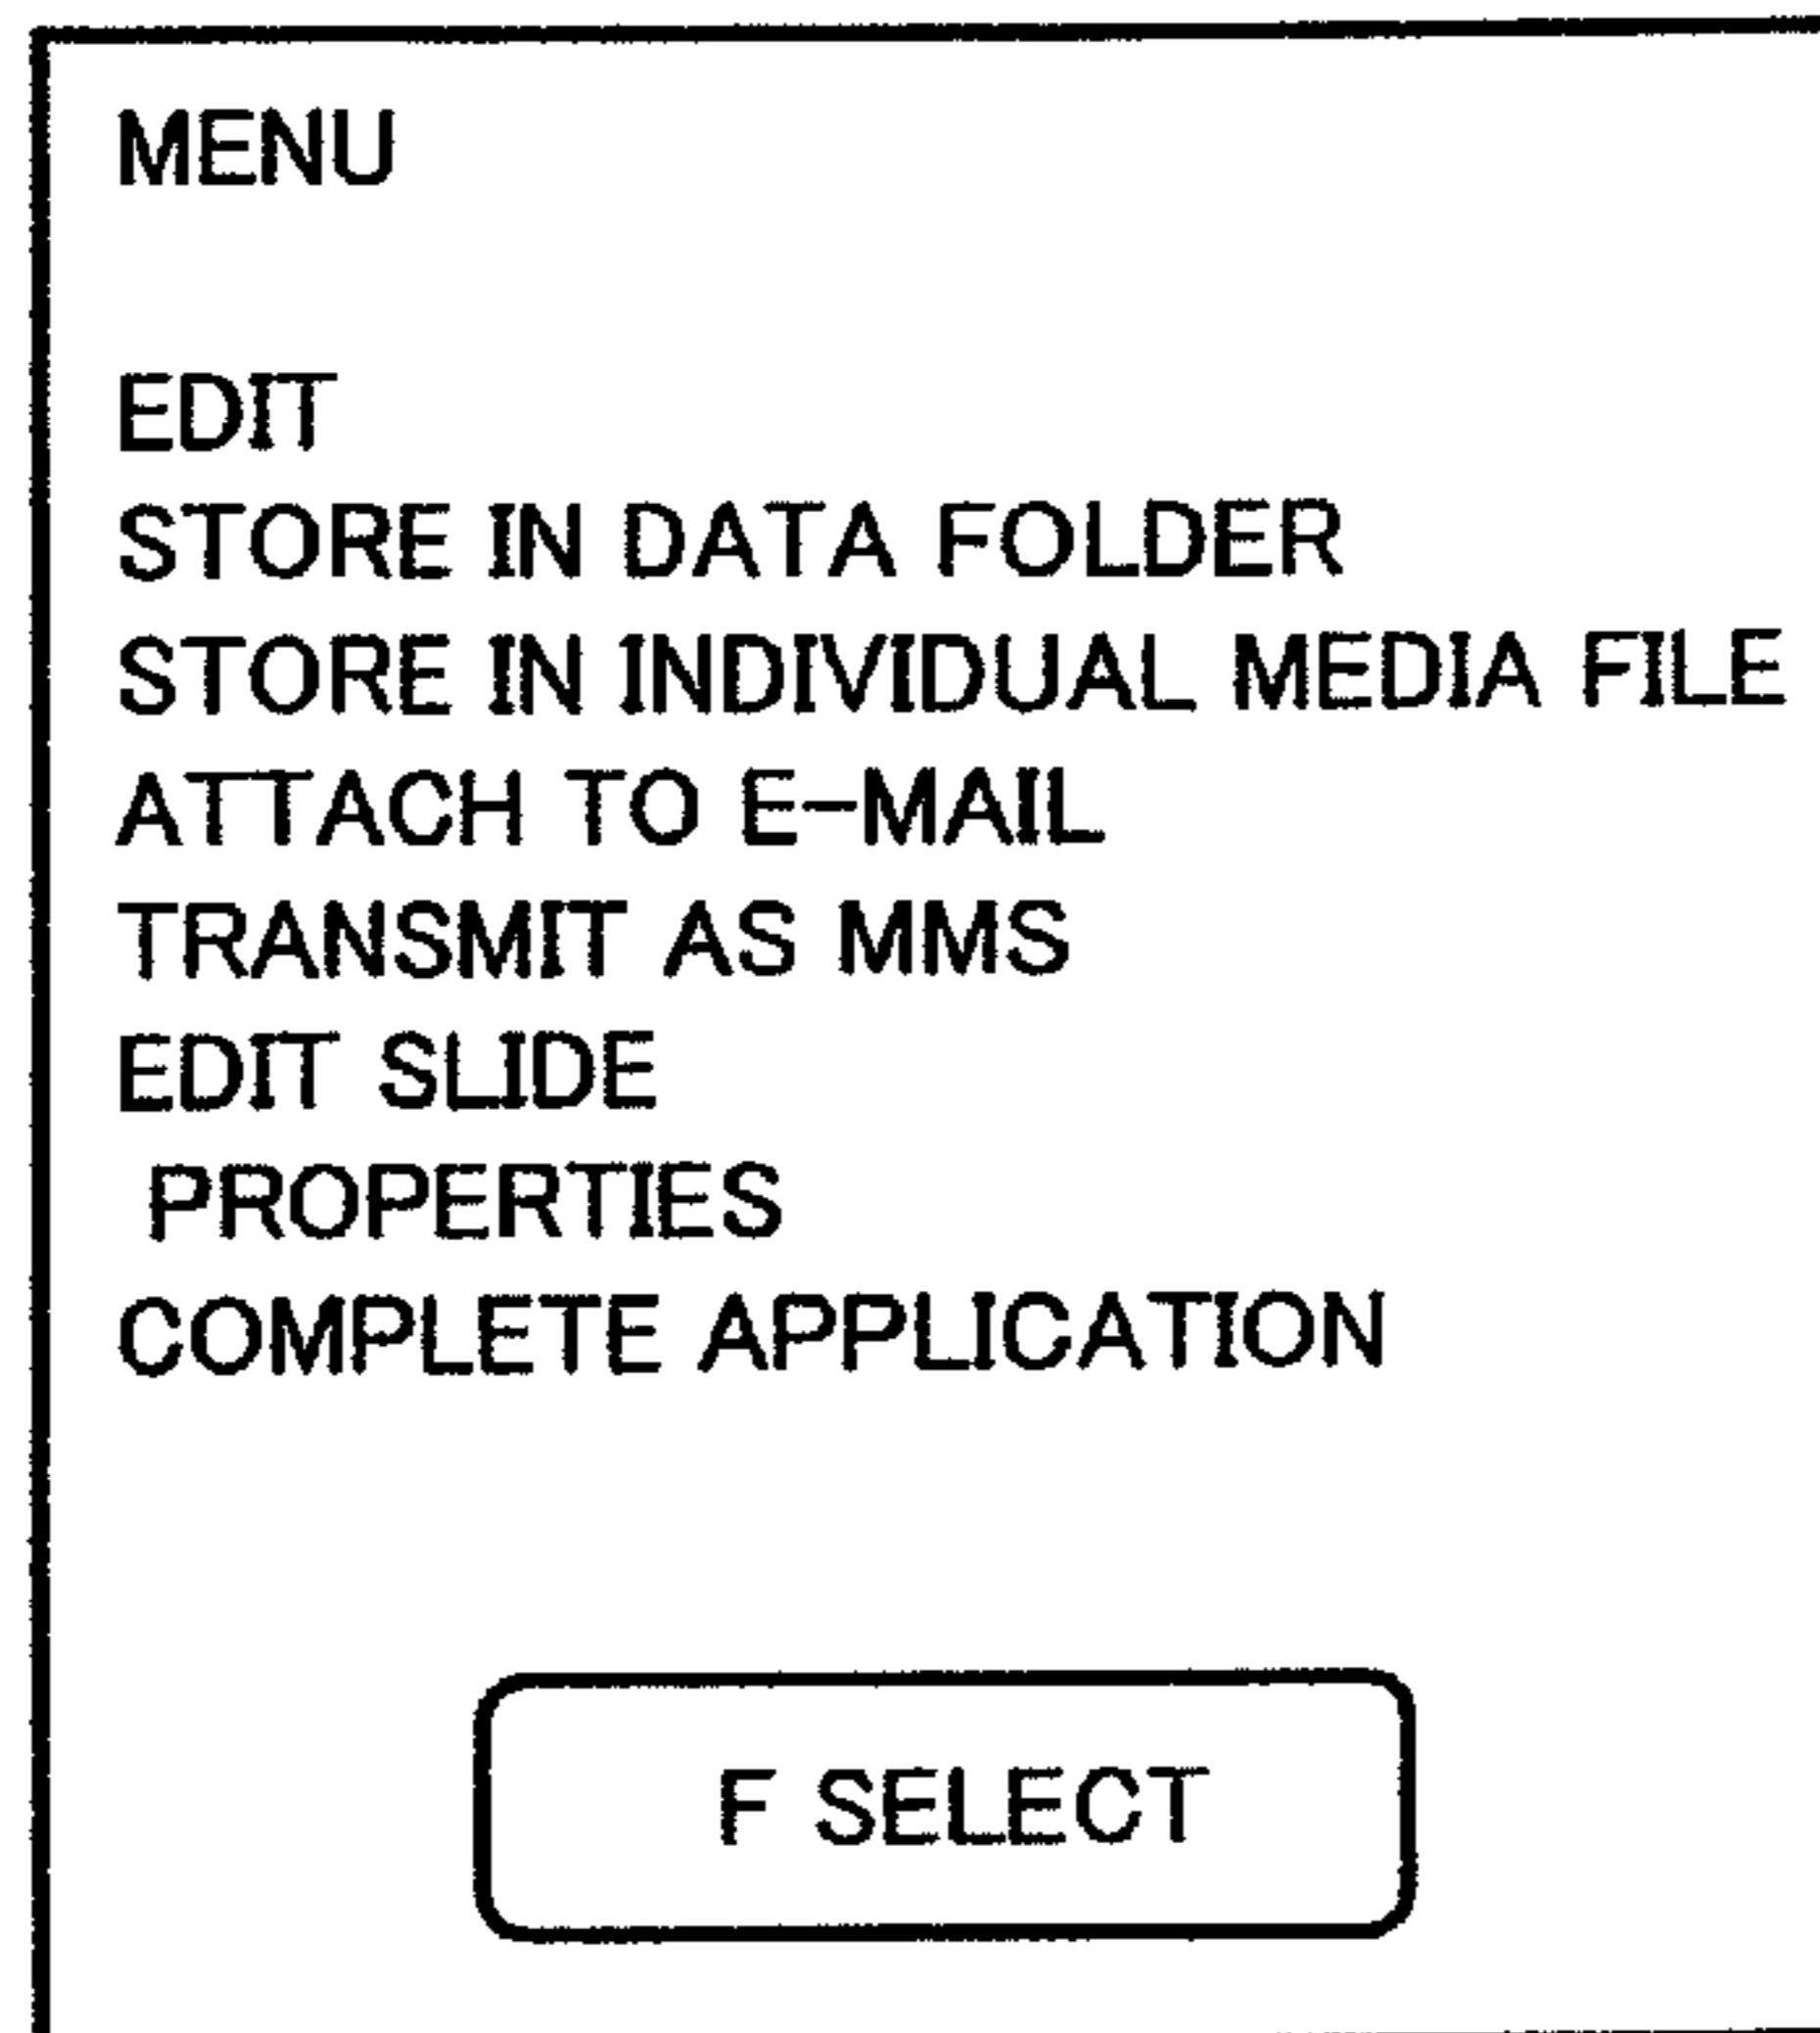 MENU
EDIT
STORE IN DATA FOLDER
STORE IN INDIVIDUAL MEDIA FILE
ATTACH TO E-MAIL
TRANSMIT AS MMS
EDIT SLIDE
PROPERTIES
COMPLETE APPLICATION
F SELECT